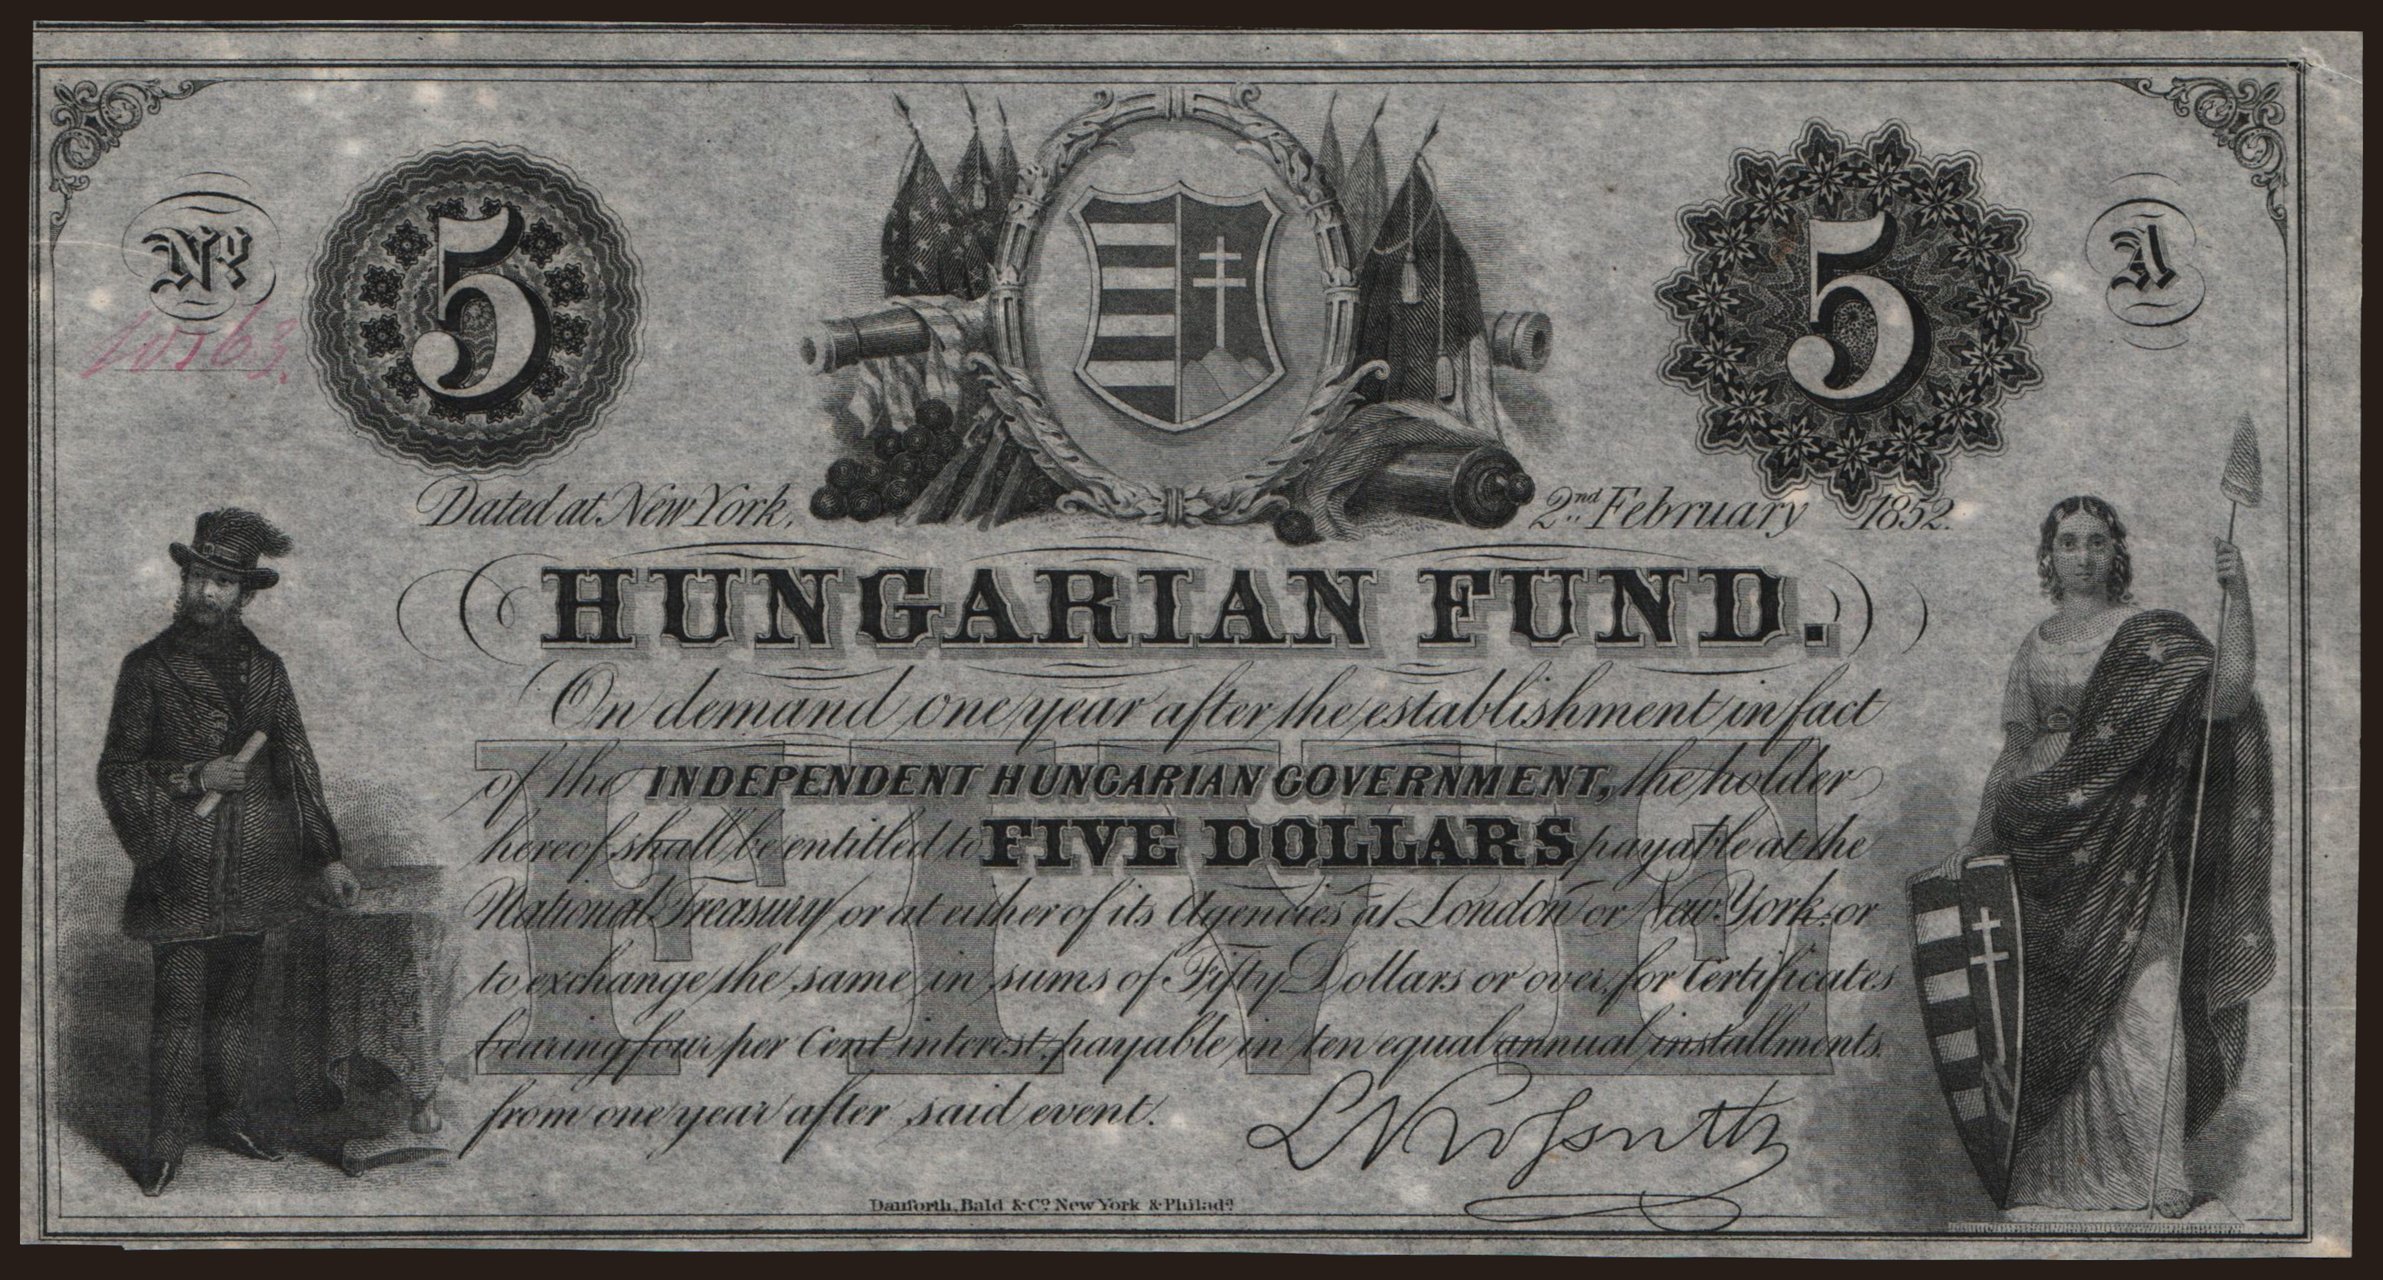 Nº
5
5
A
10763.
Dated at New York,
2nd February 1852.
HUNGARIAN FUND.
On demand one year after the establishment in fact
of the INDEPENDENT HUNGARIAN GOVERNMENT, the holder
hereof shall be entitled to FIVE DOLLARS payable at the
National Treasury or at either of its Agencies at London or New York; or
to exchange the same in sums of Fifty Dollars or over, for Certificates
bearing four per Cent interest, payable in ten equal annual installments
from one year after said event.
FIVE
L Kossuth
Danforth, Bald & Co. New York & Philada.